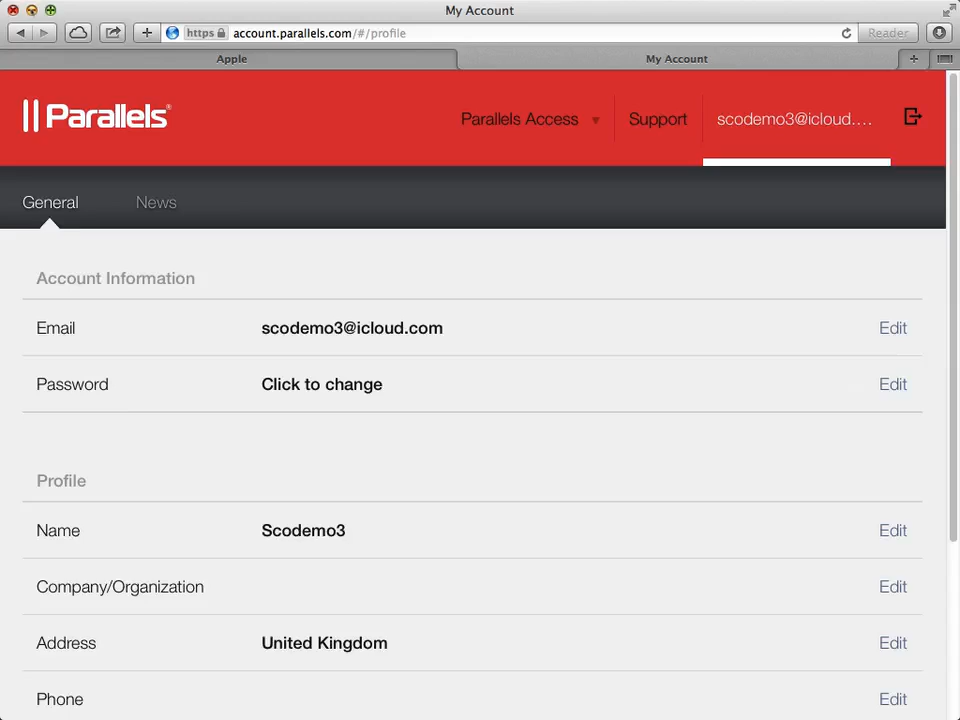 My Account
https account.parallels.com/#/profile Reader
Apple My Account
Parallels® Parallels Access Support scodemo3@icloud....
General News
Account Information
Email scodemo3@icloud.com Edit
Password Click to change Edit
Profile
Name Scodemo3 Edit
Company/Organization Edit
Address United Kingdom Edit
Phone Edit